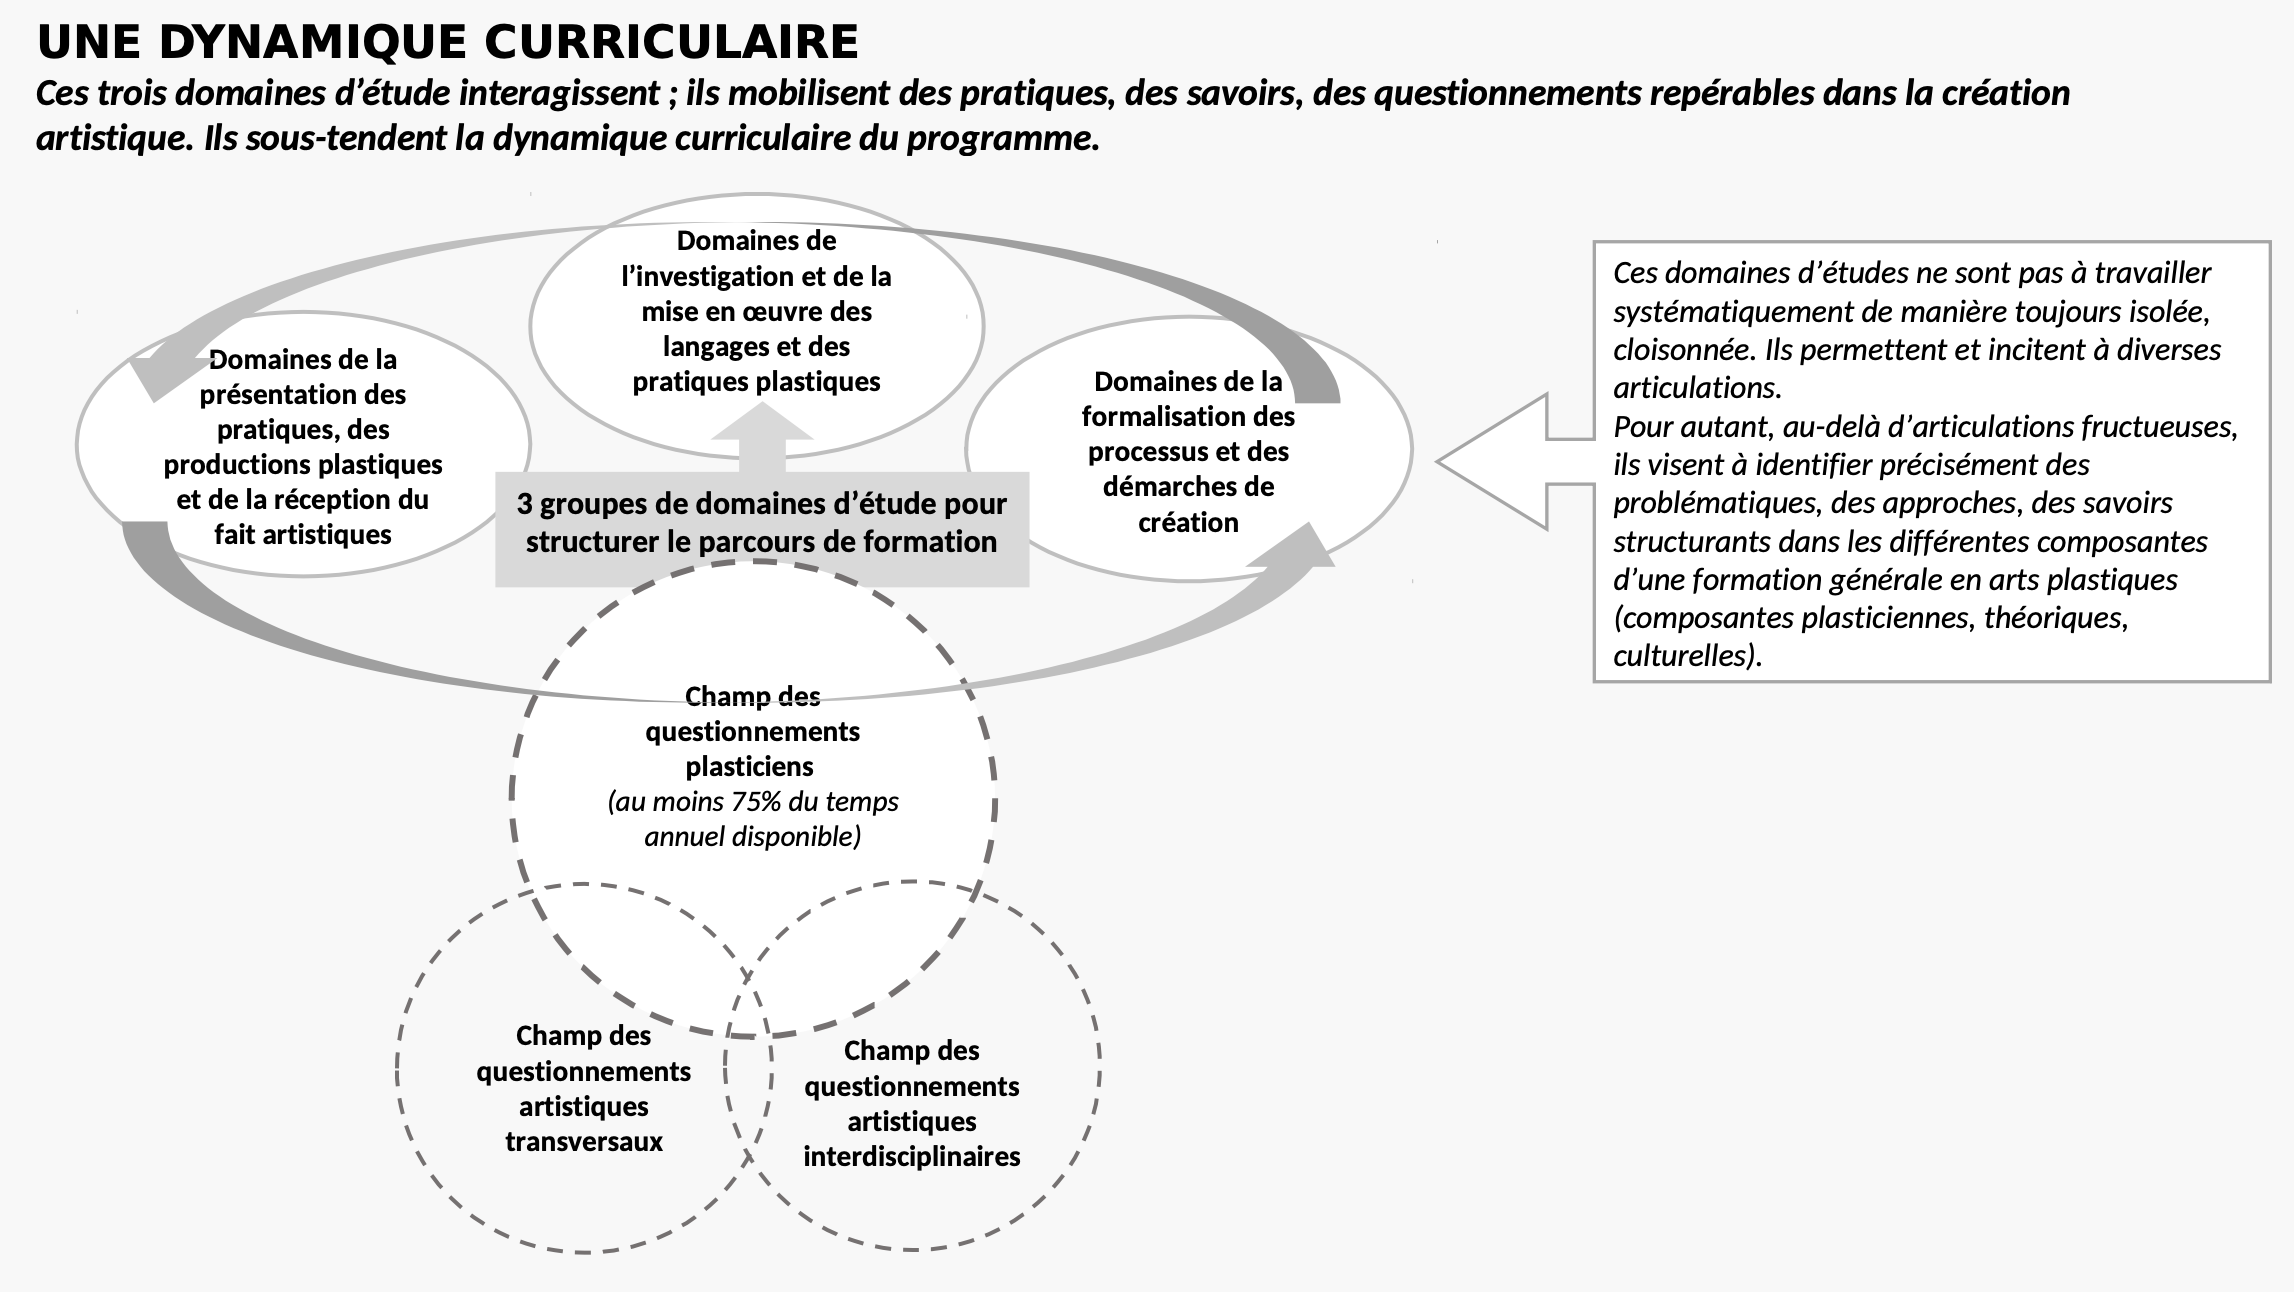 UNE DYNAMIQUE CURRICULAIRE
Ces trois domaines d’étude interagissent ; ils mobilisent des pratiques, des savoirs, des questionnements repérables dans la création
artistique. Ils sous-tendent la dynamique curriculaire du programme.
Domaines de
l’investigation et de la
mise en œuvre des
langages et des
pratiques plastiques
Domaines de la
présentation des
pratiques, des
productions plastiques
et de la réception du
fait artistiques
Domaines de la
formalisation des
processus et des
démarches de
création
3 groupes de domaines d’étude pour
structurer le parcours de formation
Ces domaines d’études ne sont pas à travailler
systématiquement de manière toujours isolée,
cloisonnée. Ils permettent et incitent à diverses
articulations.
Pour autant, au-delà d’articulations fructueuses,
ils visent à identifier précisément des
problématiques, des approches, des savoirs
structurants dans les différentes composantes
d’une formation générale en arts plastiques
(composantes plasticiennes, théoriques,
culturelles).
Champ des
questionnements
plasticiens
(au moins 75% du temps
annuel disponible)
Champ des
questionnements
artistiques
transversaux
Champ des
questionnements
artistiques
interdisciplinaires